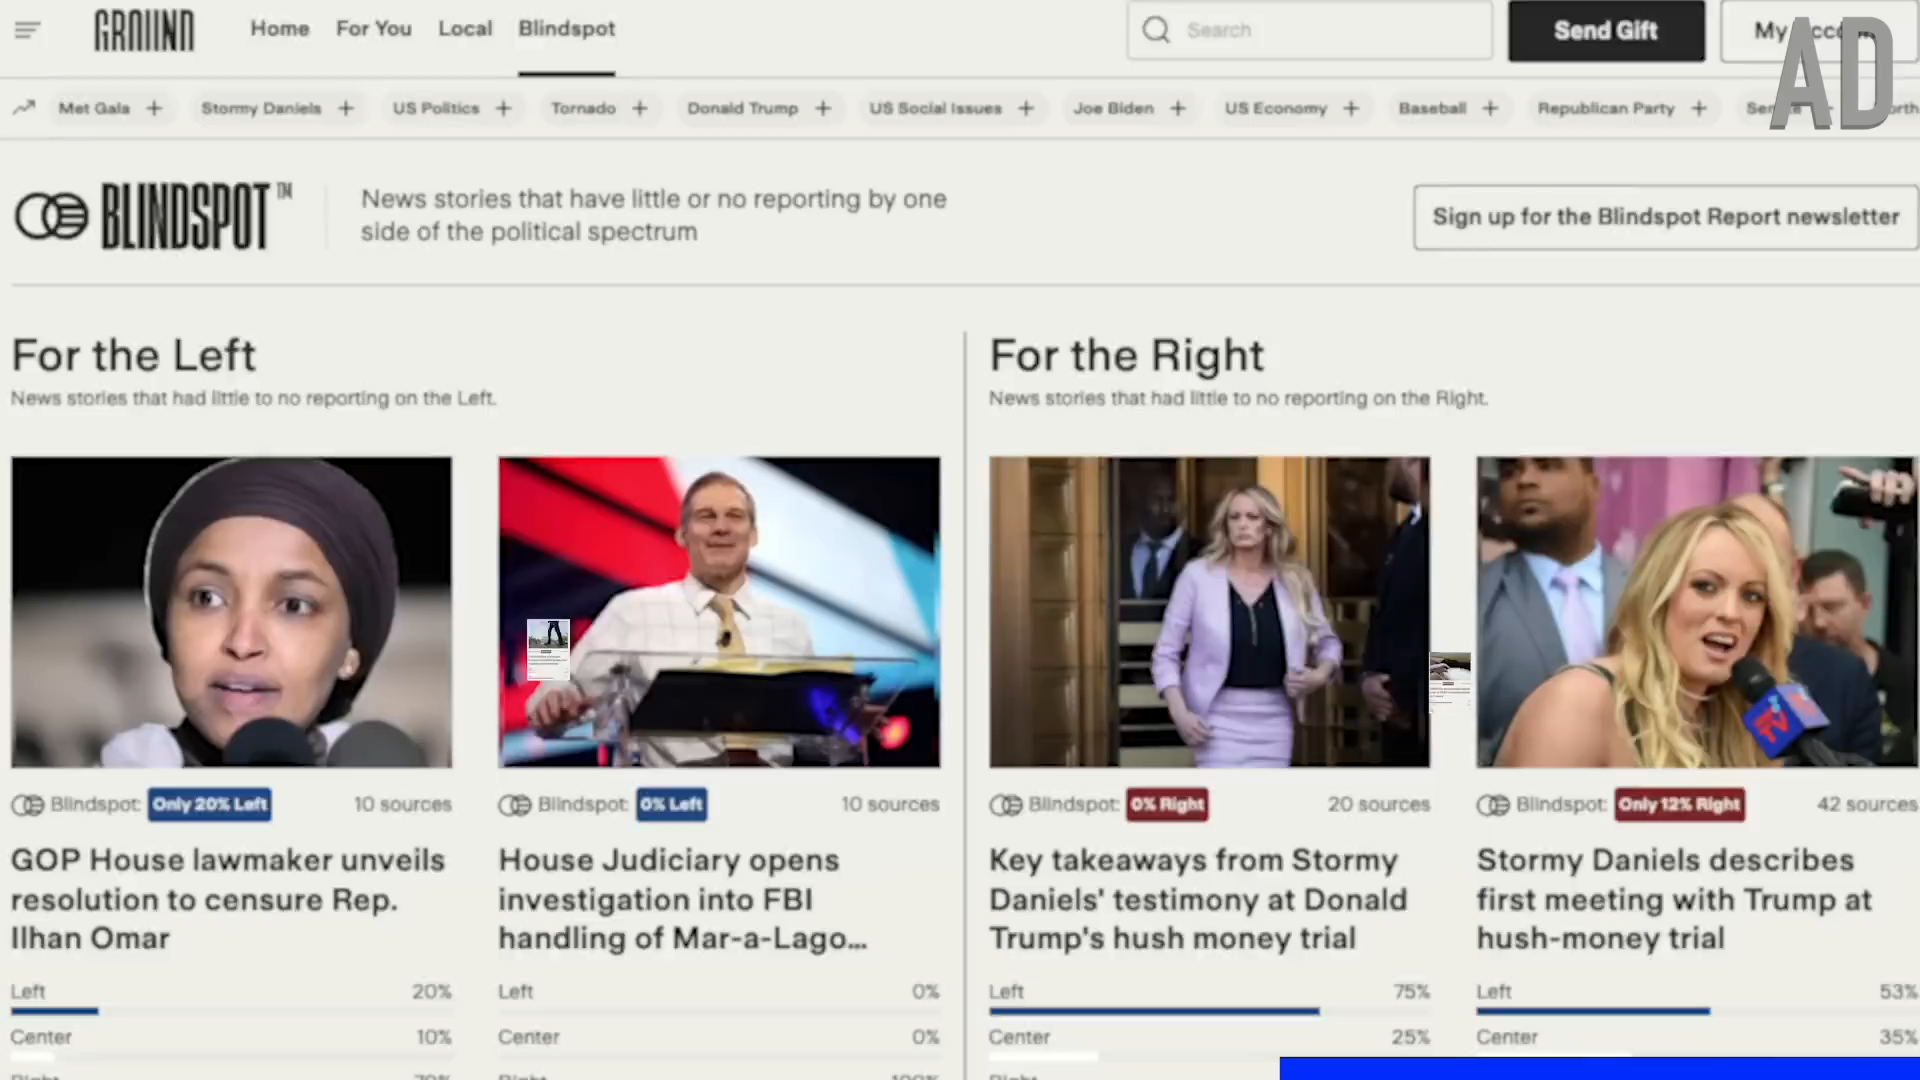 GROUND
Home
For You
Local
Blindspot
Search
Send Gift
My
AD
Met Gala +
Stormy Daniels +
US Politics +
Tornado +
Donald Trump +
US Social Issues +
Joe Biden +
US Economy +
Baseball +
Republican Party +
BLINDSPOT™
News stories that have little or no reporting by one
side of the political spectrum
Sign up for the Blindspot Report newsletter
For the Left
News stories that had little to no reporting on the Left.
Blindspot: Only 20% Left 10 sources
GOP House lawmaker unveils
resolution to censure Rep.
Ilhan Omar
Left 20%
Center 10%
Blindspot: 0% Left 10 sources
House Judiciary opens
investigation into FBI
handling of Mar-a-Lago...
Left 0%
Center 0%
For the Right
News stories that had little to no reporting on the Right.
Blindspot: 0% Right 20 sources
Key takeaways from Stormy
Daniels' testimony at Donald
Trump's hush money trial
Left 75%
Center 25%
Blindspot: Only 12% Right 42 sources
Stormy Daniels describes
first meeting with Trump at
hush-money trial
Left 53%
Center 35%